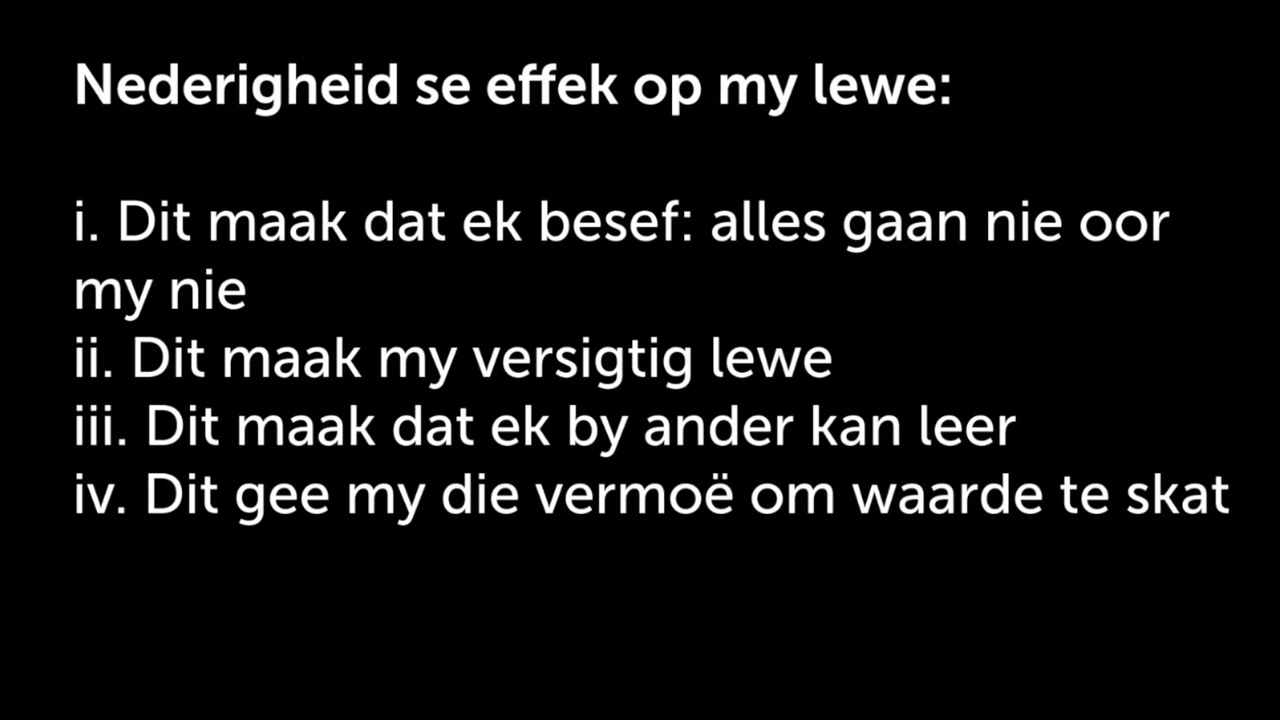 Nederigheid se effek op my lewe:
i. Dit maak dat ek besef: alles gaan nie oor
my nie
ii. Dit maak my versigtig lewe
iii. Dit maak dat ek by ander kan leer
iv. Dit gee my die vermoë om waarde te skat